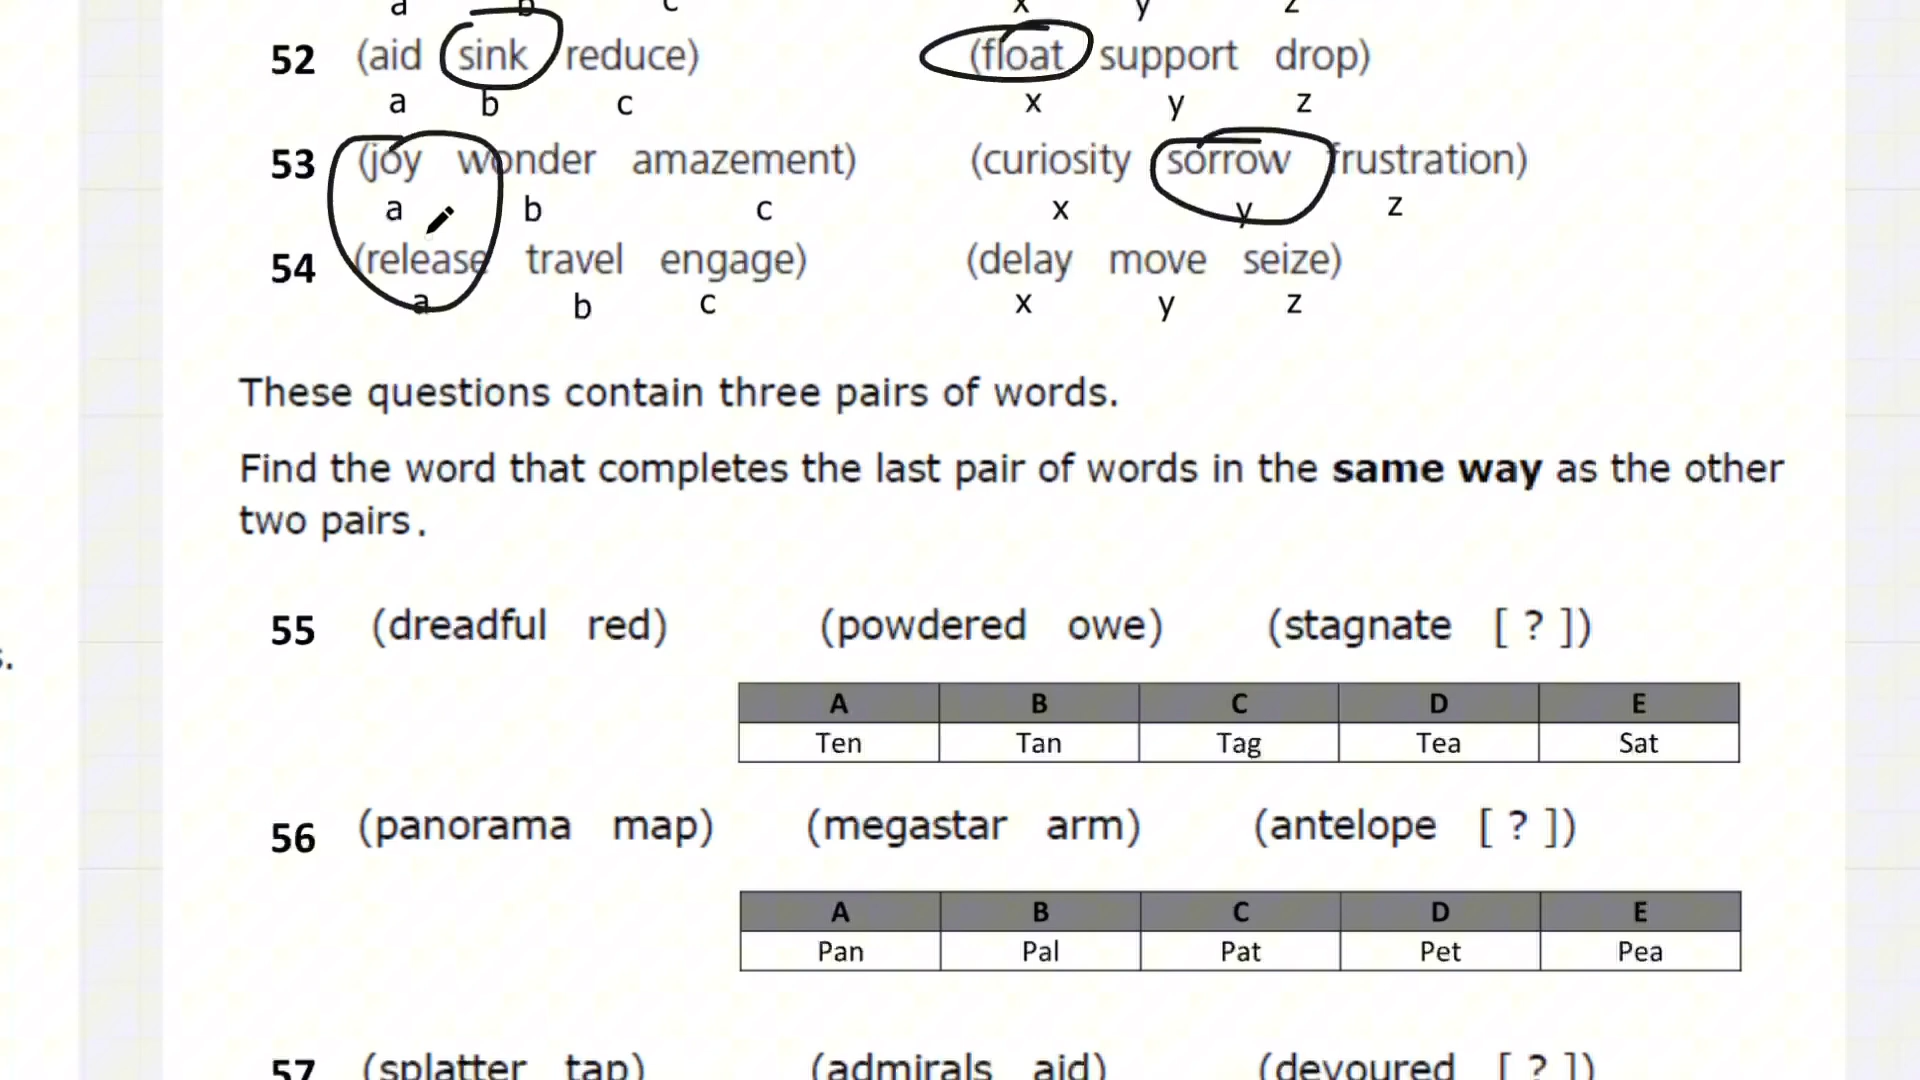 a b c x y z
52 (aid sink reduce) (float support drop)
a b c x y z
53 (joy wonder amazement) (curiosity sorrow frustration)
a b c x y z
54 (release travel engage) (delay move seize)
a b c x y z
These questions contain three pairs of words.
Find the word that completes the last pair of words in the same way as the other
two pairs.
s.
55 (dreadful red) (powdered owe) (stagnate [ ? ])
A B C D E
Ten Tan Tag Tea Sat
56 (panorama map) (megastar arm) (antelope [ ? ])
A B C D E
Pan Pal Pat Pet Pea
57 (splatter tap) (admirals aid) (devoured [ ? ])